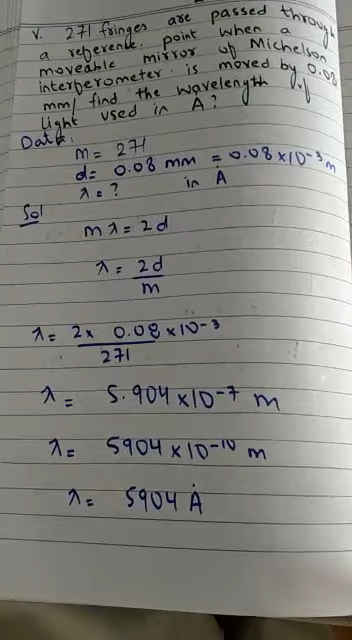 v. 271 fringes are passed through
a reference point when a
moveable mirror of Michelson
interferometer is moved by 0.08
mm/ find the wavelength of
light used in A?
Data:
m = 271
d = 0.08 mm = 0.08 × 10⁻³ m
λ = ? in Å
Sol
mλ = 2d
λ = 2d
m
λ = 2 × 0.08 × 10⁻³
271
λ = 5.904 × 10⁻⁷ m
λ = 5904 × 10⁻¹⁰ m
λ = 5904 Å